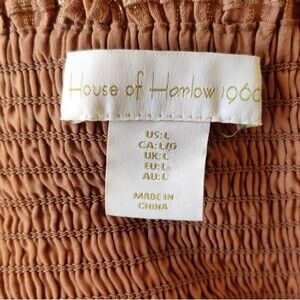 House of Harlow 1960
US:L
CA:L/G
UK:L
EU:L
AU:L
MADE IN
CHINA